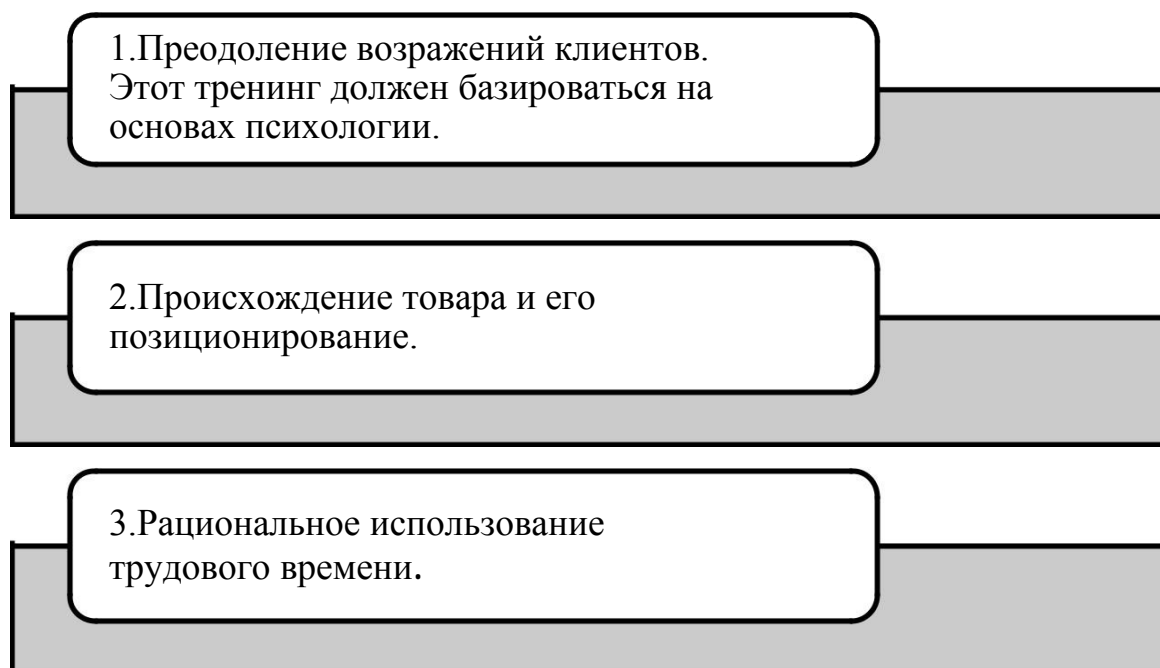 1.Преодоление возражений клиентов.
Этот тренинг должен базироваться на
основах психологии.
2.Происхождение товара и его
позиционирование.
3.Рациональное использование
трудового времени.